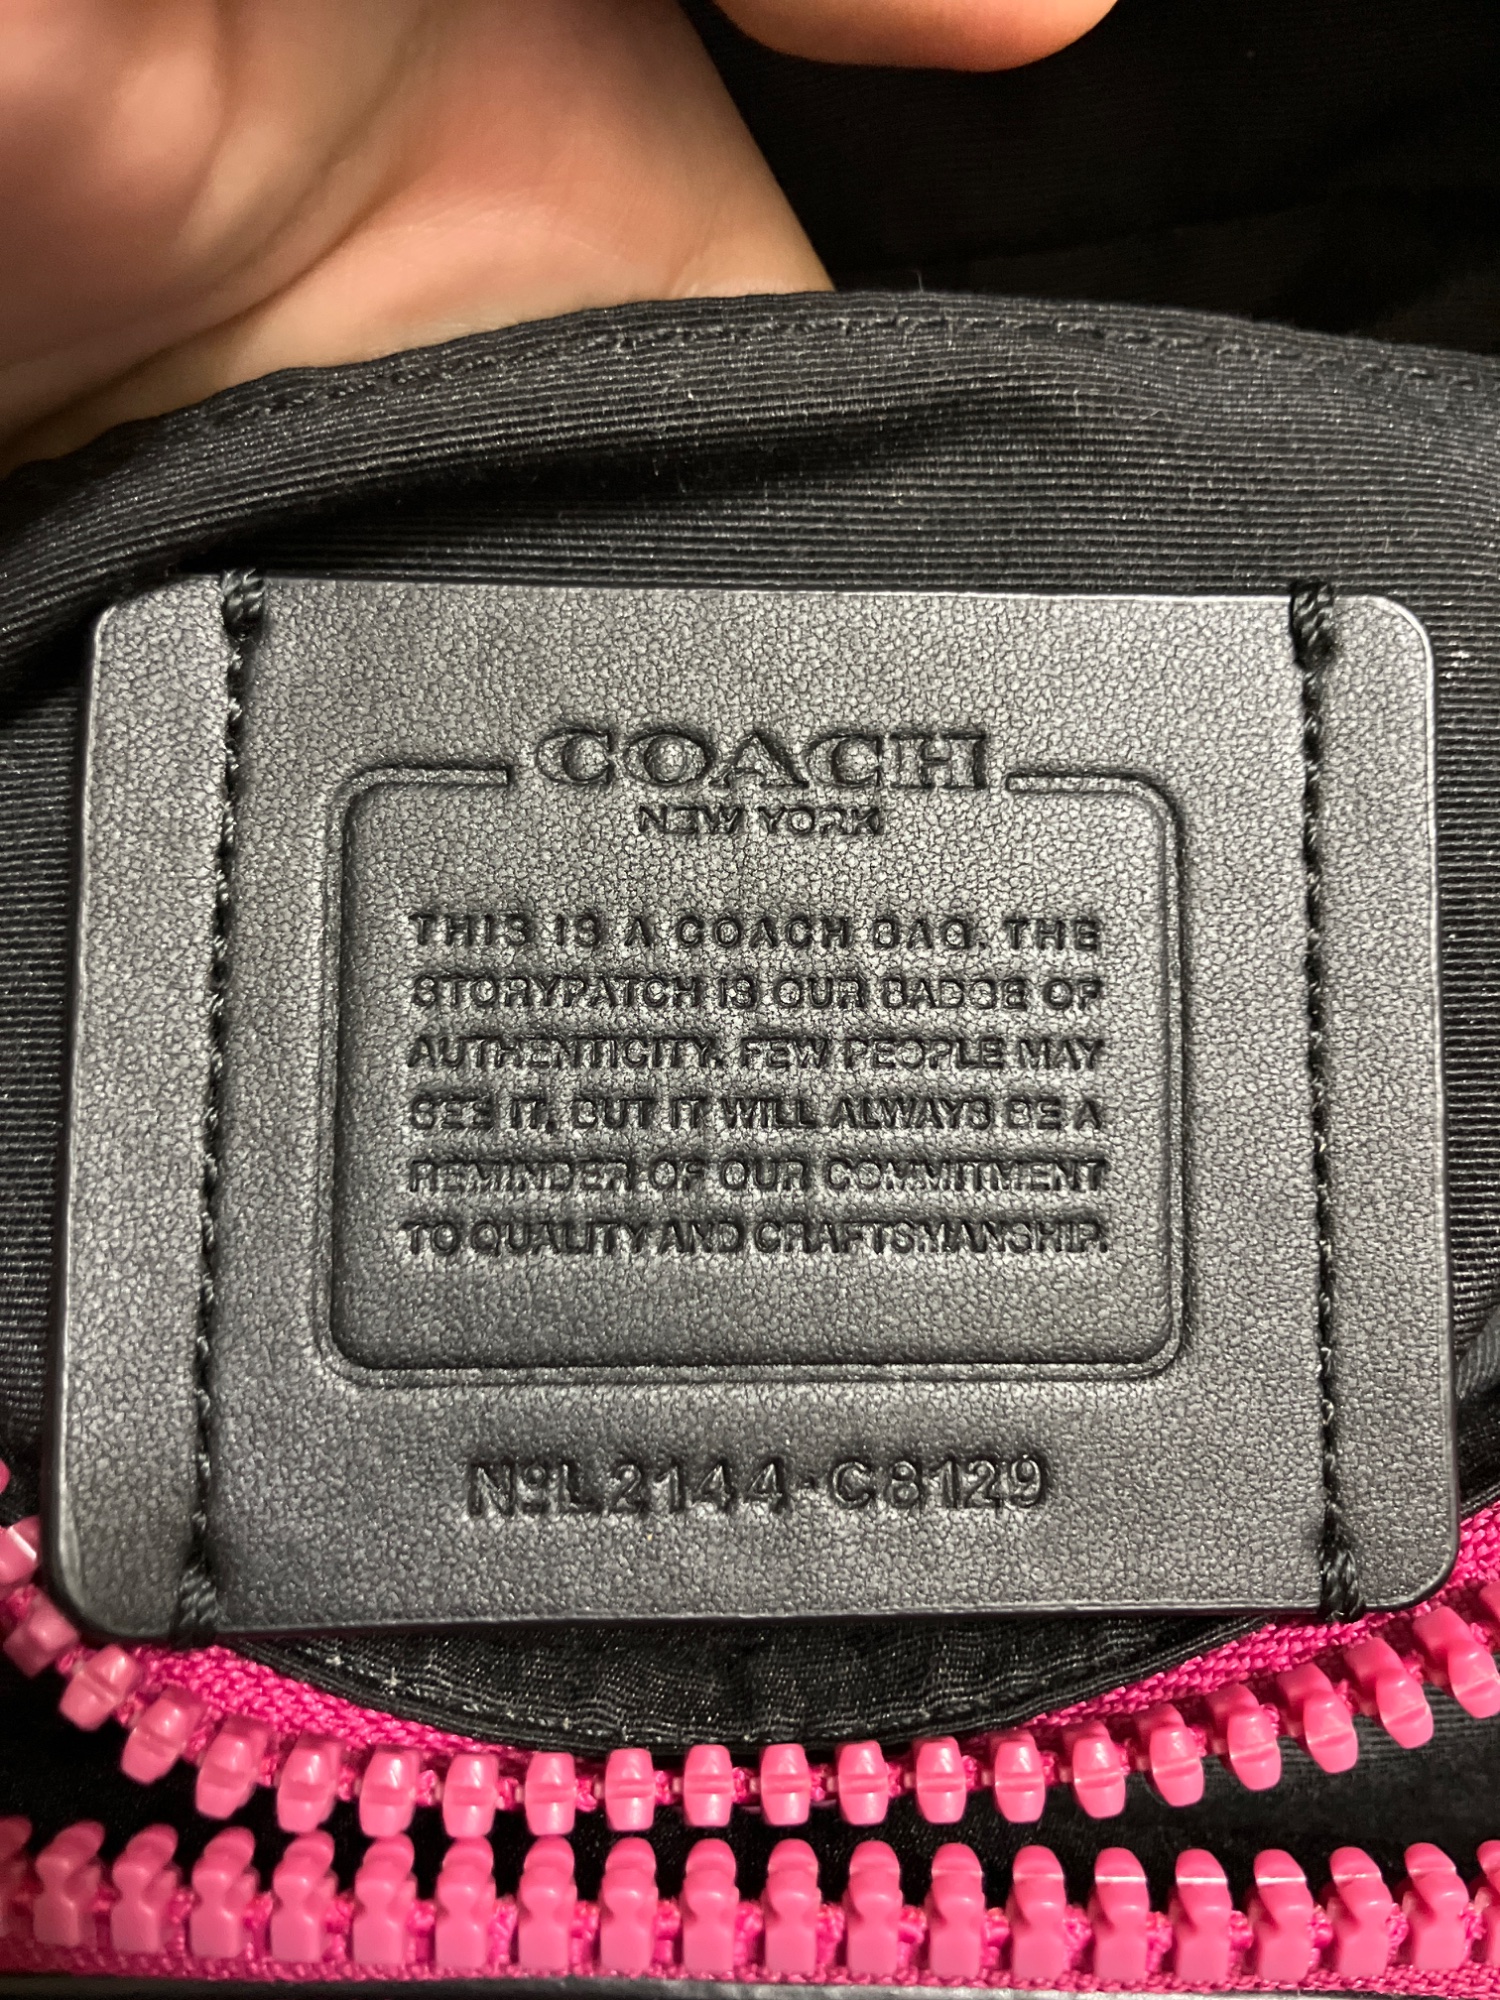 COACH
NEW YORK
THIS IS A COACH BAG. THE
STORYPATCH IS OUR BADGE OF
AUTHENTICITY. FEW PEOPLE MAY
SEE IT, BUT IT WILL ALWAYS BE A
REMINDER OF OUR COMMITMENT
TO QUALITY AND CRAFTSMANSHIP.
Nº L2144-C8129